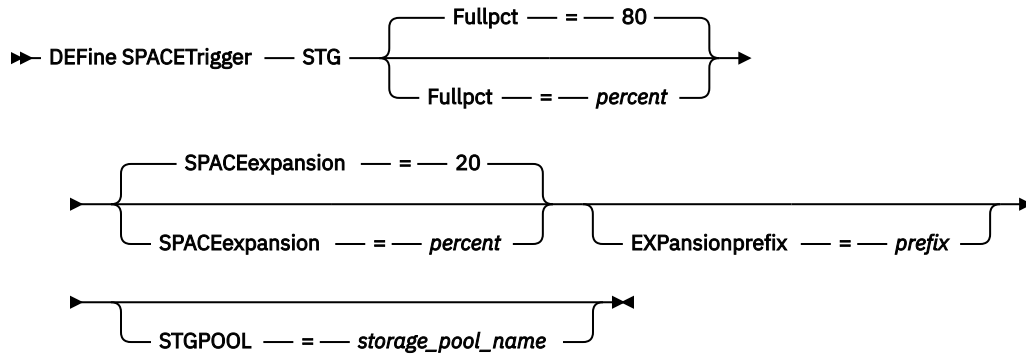 Fullpct = 80
DEFine SPACETrigger STG
Fullpct = percent
SPACEexpansion = 20
SPACEexpansion = percent
EXPansionprefix = prefix
STGPOOL = storage_pool_name